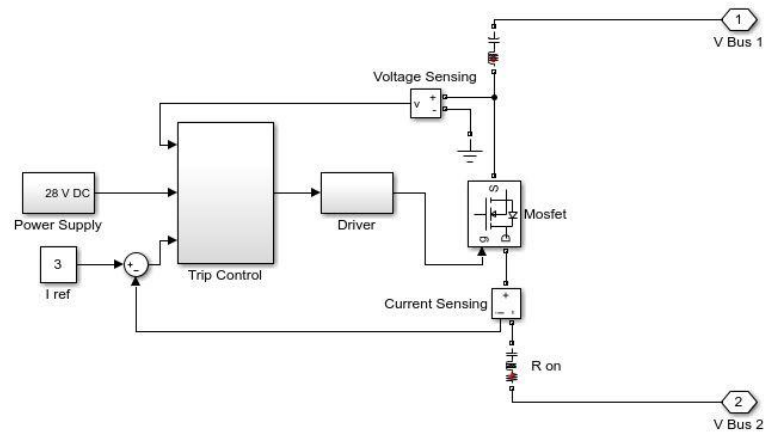 1
V Bus 1
Voltage Sensing
v
+
-
28 V DC
Power Supply
S
g
D
Mosfet
Driver
Trip Control
3
I ref
+
-
Current Sensing
+
i
-
R on
2
V Bus 2